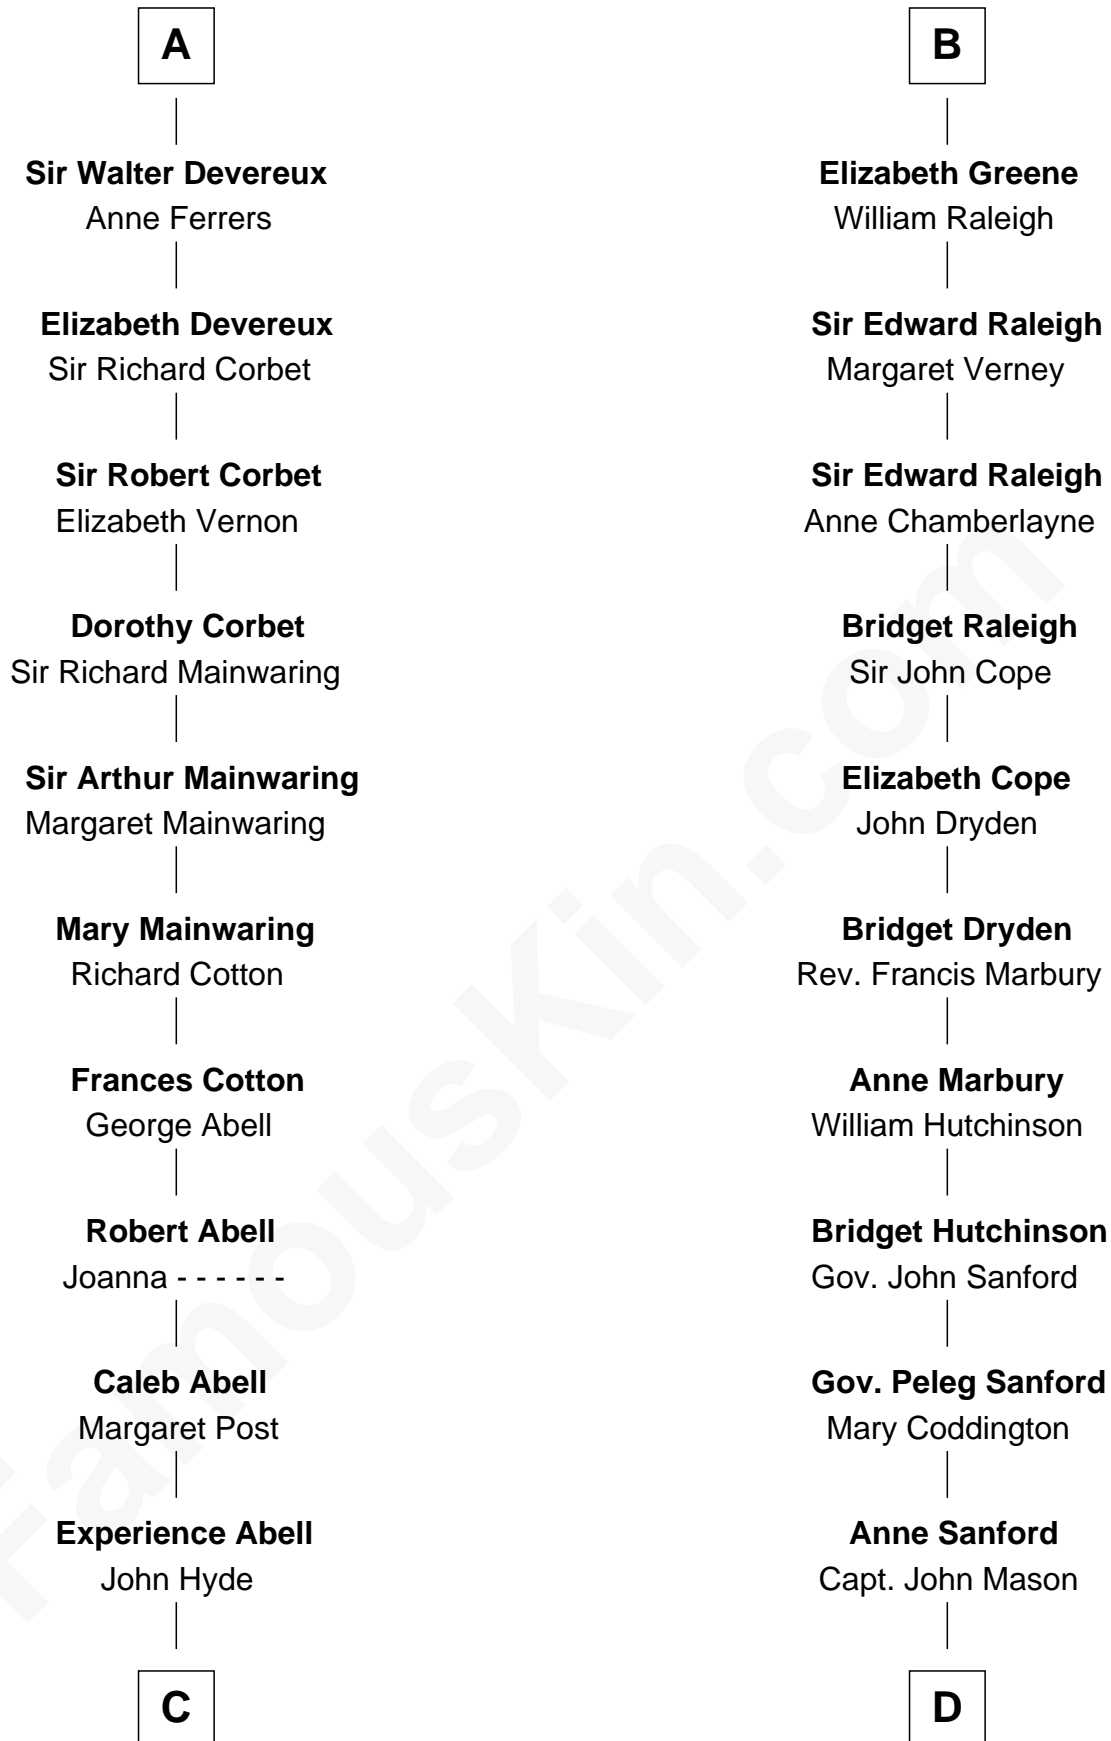 A
Sir Walter Devereux
Anne Ferrers
Elizabeth Devereux
Sir Richard Corbet
Sir Robert Corbet
Elizabeth Vernon
Dorothy Corbet
Sir Richard Mainwaring
Sir Arthur Mainwaring
Margaret Mainwaring
Mary Mainwaring
Richard Cotton
Frances Cotton
George Abell
Robert Abell
Joanna - - - - - -
Caleb Abell
Margaret Post
Experience Abell
John Hyde
C
B
Elizabeth Greene
William Raleigh
Sir Edward Raleigh
Margaret Verney
Sir Edward Raleigh
Anne Chamberlayne
Bridget Raleigh
Sir John Cope
Elizabeth Cope
John Dryden
Bridget Dryden
Rev. Francis Marbury
Anne Marbury
William Hutchinson
Bridget Hutchinson
Gov. John Sanford
Gov. Peleg Sanford
Mary Coddington
Anne Sanford
Capt. John Mason
D
FamousKin.com